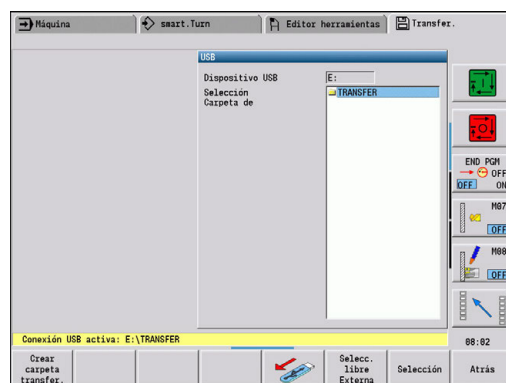 Máquina
smart.Turn
Editor herramientas
Transfer.
USB
Dispositivo USB
E:
Selección
Carpeta de
TRANSFER
END PGM
OFF
OFF ON
M07
OFF
M08
OFF
Conexión USB activa: E:\TRANSFER
08:02
Crear
carpeta
transfer.
Selecc.
libre
Externa
Selección
Atrás